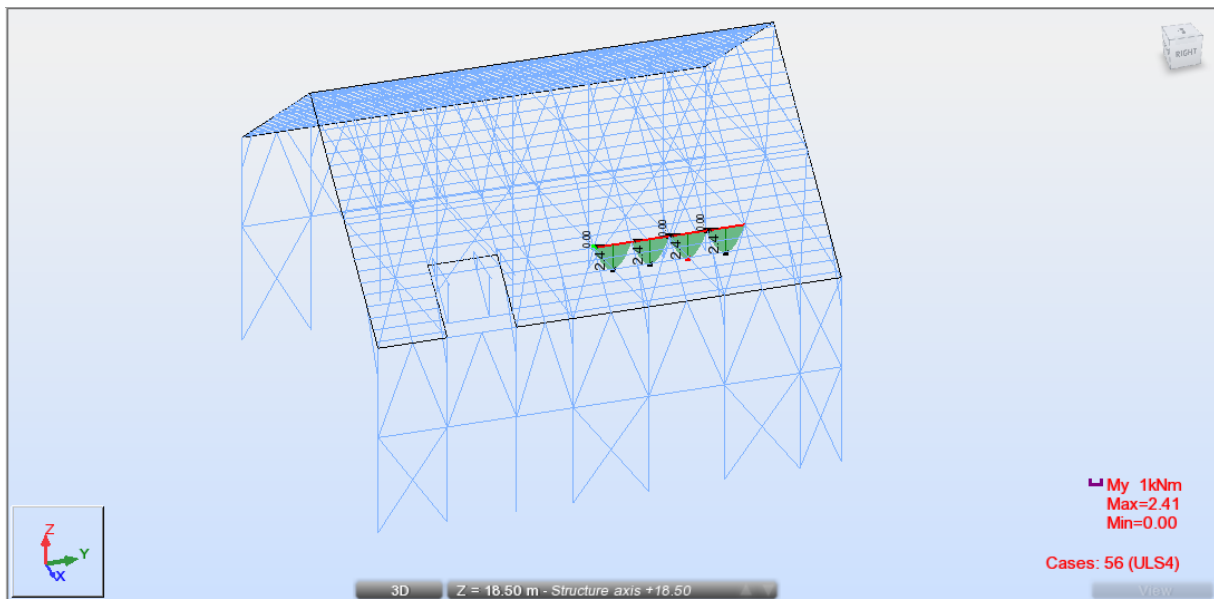 RIGHT
0.00
0.00
0.00
2.4
2.4
2.4
2.4
My 1kNm
Max=2.41
Min=0.00
Cases: 56 (ULS4)
Z
Y
X
3D
Z = 18.50 m - Structure axis +18.50
View